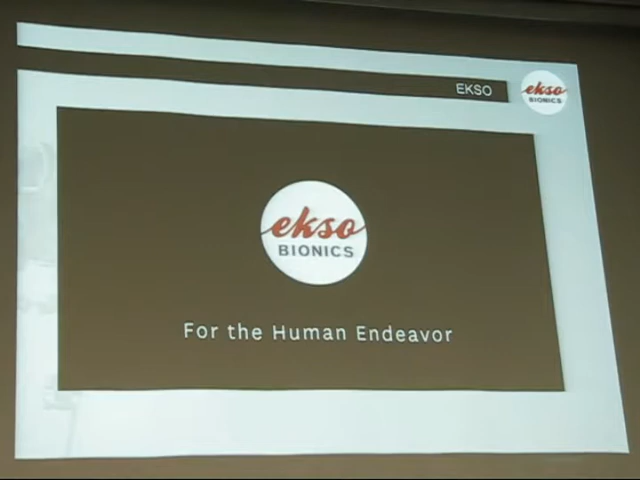 EKSO
ekso
BIONICS
ekso
BIONICS
For the Human Endeavor